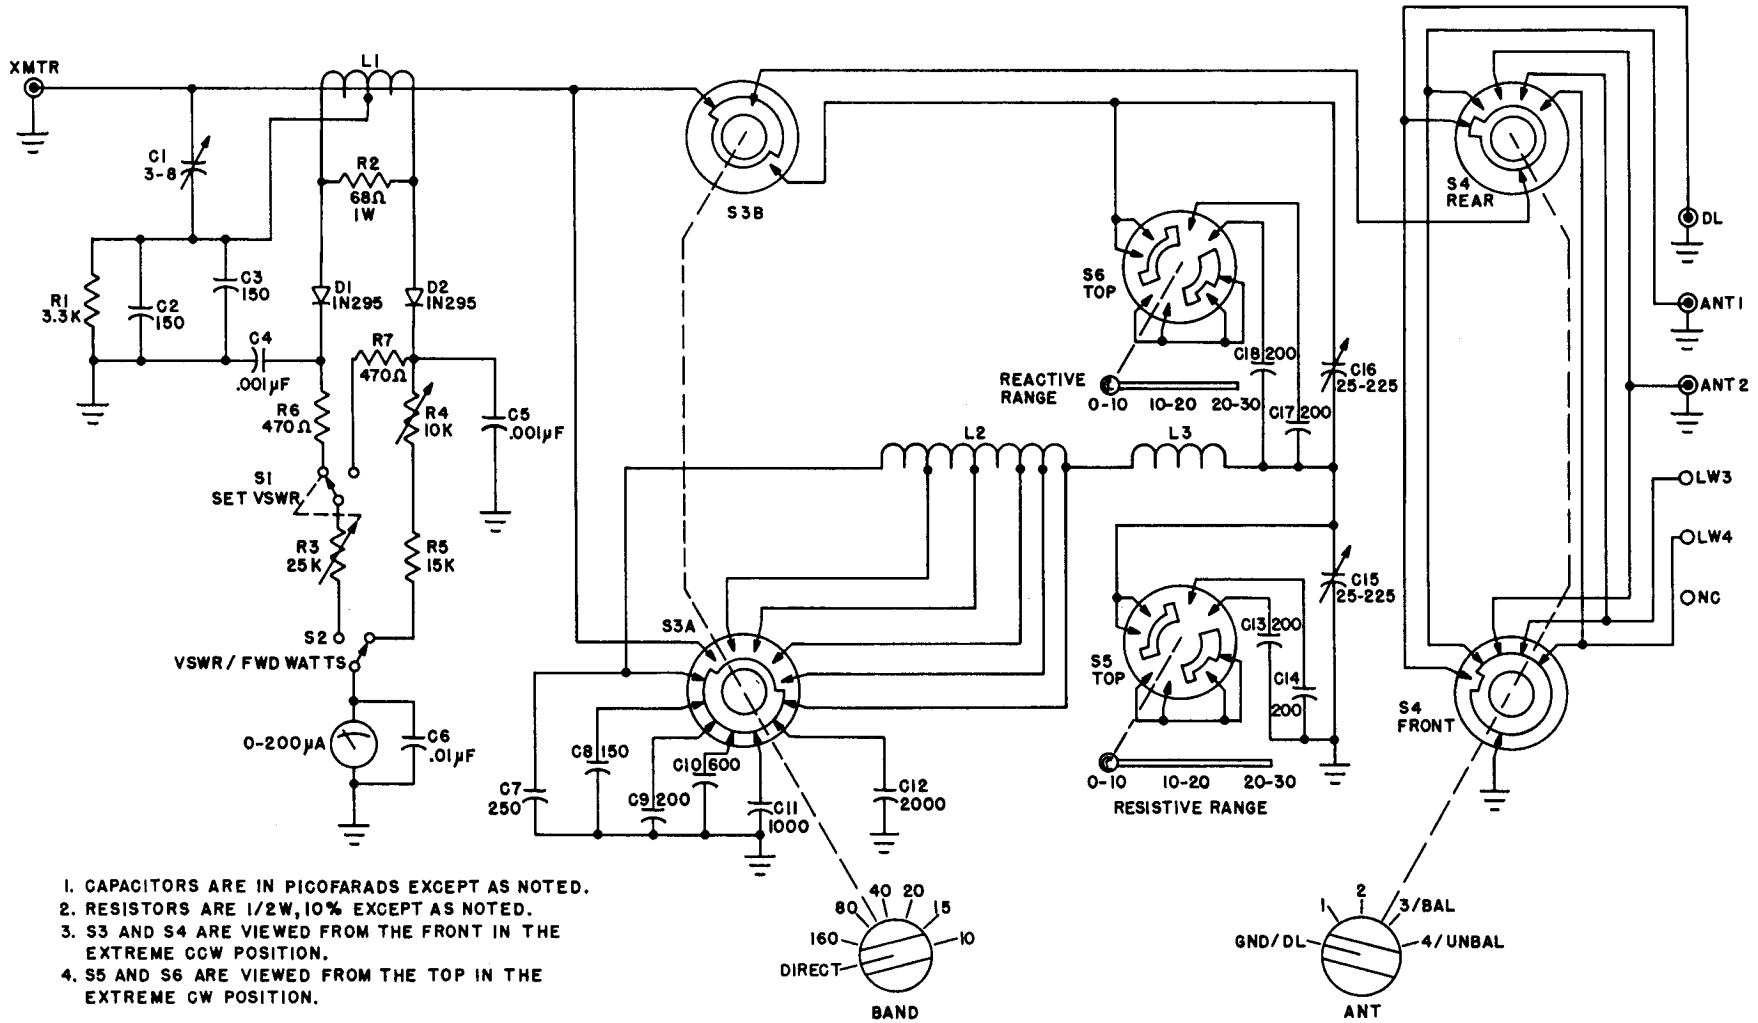 XMTR
L1
C1
3-8
R2
68Ω
1W
S3B
S4
REAR
DL
ANT1
ANT2
LW3
LW4
NC
R1
3.3K
C2
150
C3
150
D1
1N295
D2
1N295
C4
.001µF
R7
470Ω
R6
470Ω
R4
10K
C5
.001µF
S1
SET VSWR
R3
25K
R5
15K
S2
VSWR/FWD WATTS
0-200µA
C6
.01µF
S6
TOP
REACTIVE
RANGE
0-10 10-20 20-30
C18 200
C17 200
C16
25-225
L2
L3
S3A
C7
250
C8 150
C9 200
C10 600
C11
1000
C12
2000
S5
TOP
C13 200
C14
200
C15
25-225
0-10 10-20 20-30
RESISTIVE RANGE
S4
FRONT
1. CAPACITORS ARE IN PICOFARADS EXCEPT AS NOTED.
2. RESISTORS ARE 1/2W, 10% EXCEPT AS NOTED.
3. S3 AND S4 ARE VIEWED FROM THE FRONT IN THE
EXTREME CCW POSITION.
4. S5 AND S6 ARE VIEWED FROM THE TOP IN THE
EXTREME CW POSITION.
DIRECT
160
80
40
20
15
10
BAND
GND/DL
1
2
3/BAL
4/UNBAL
ANT